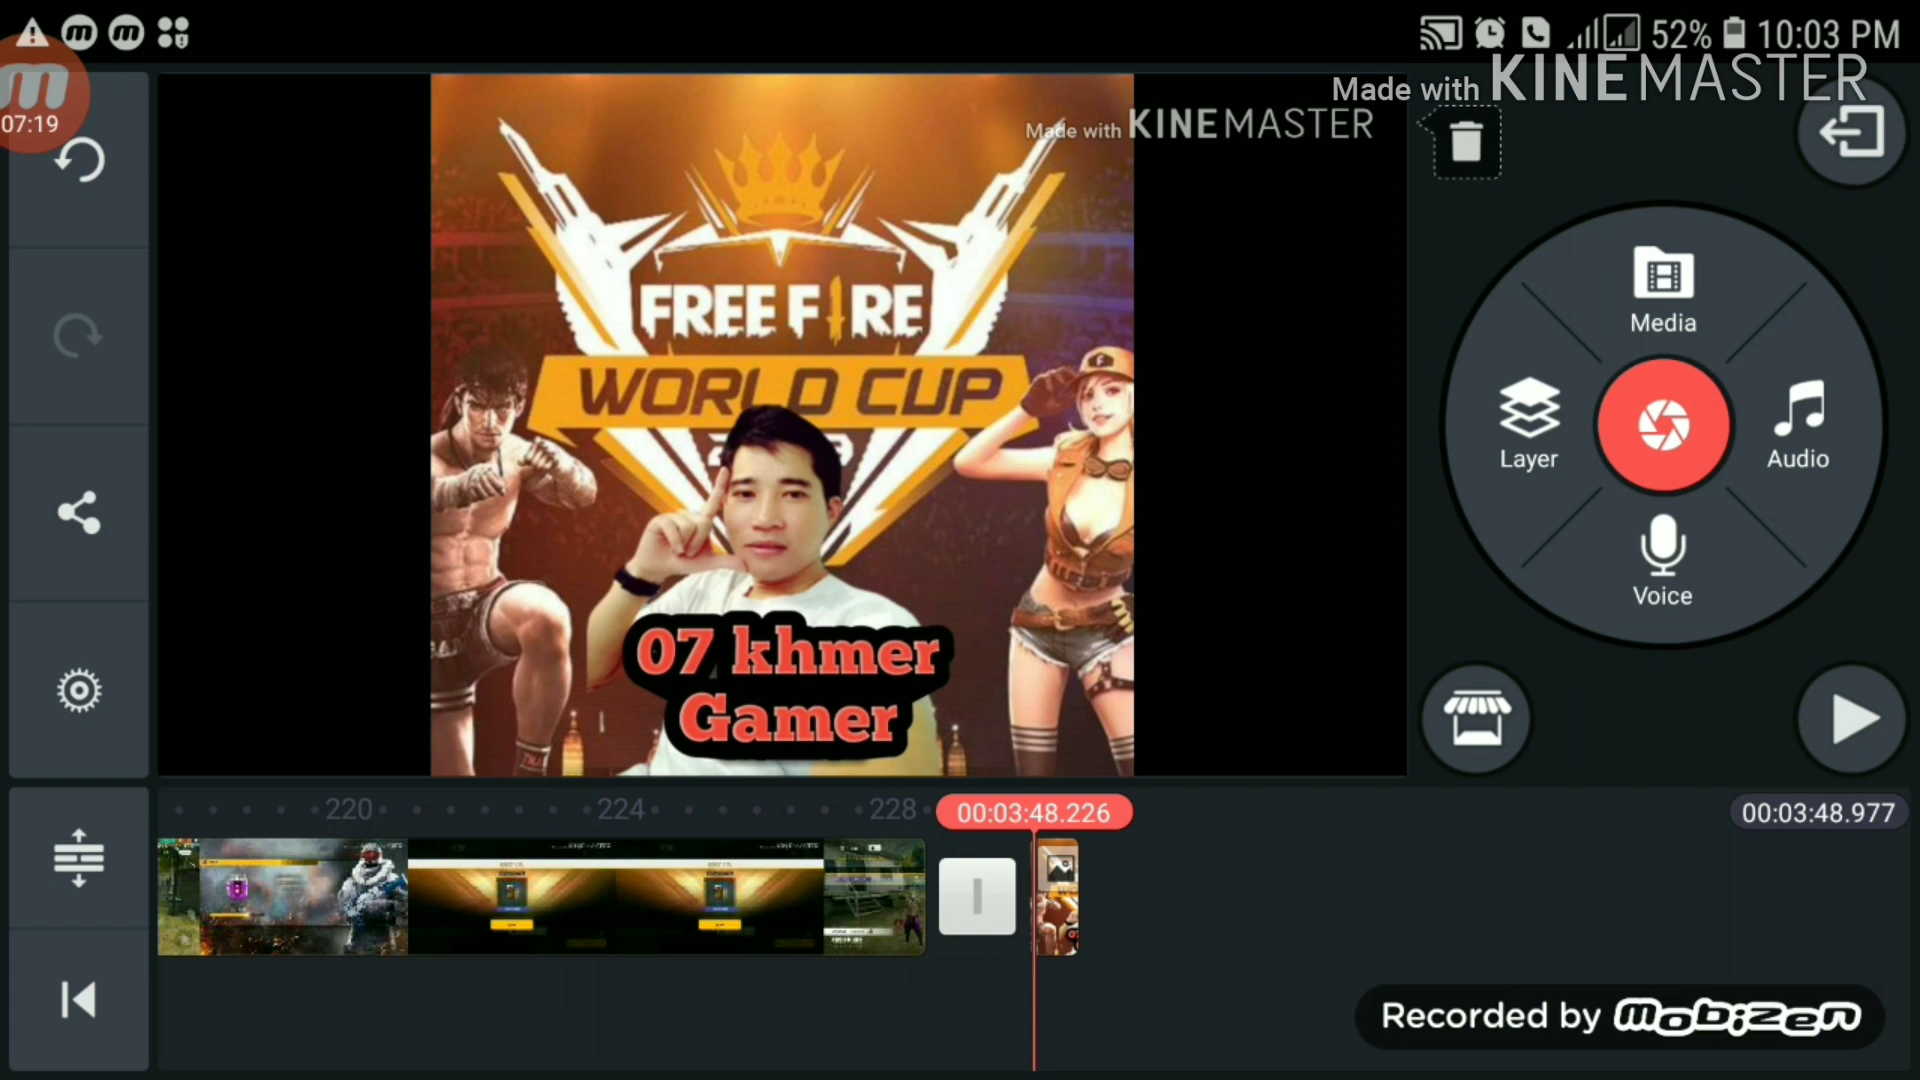 52% 10:03 PM
07:19
Made with KINEMASTER
Made with KINEMASTER
FREE FIRE
WORLD CUP
07 khmer
Gamer
Media
Layer
Audio
Voice
220
224
228
00:03:48.226
00:03:48.977
Recorded by mobizen